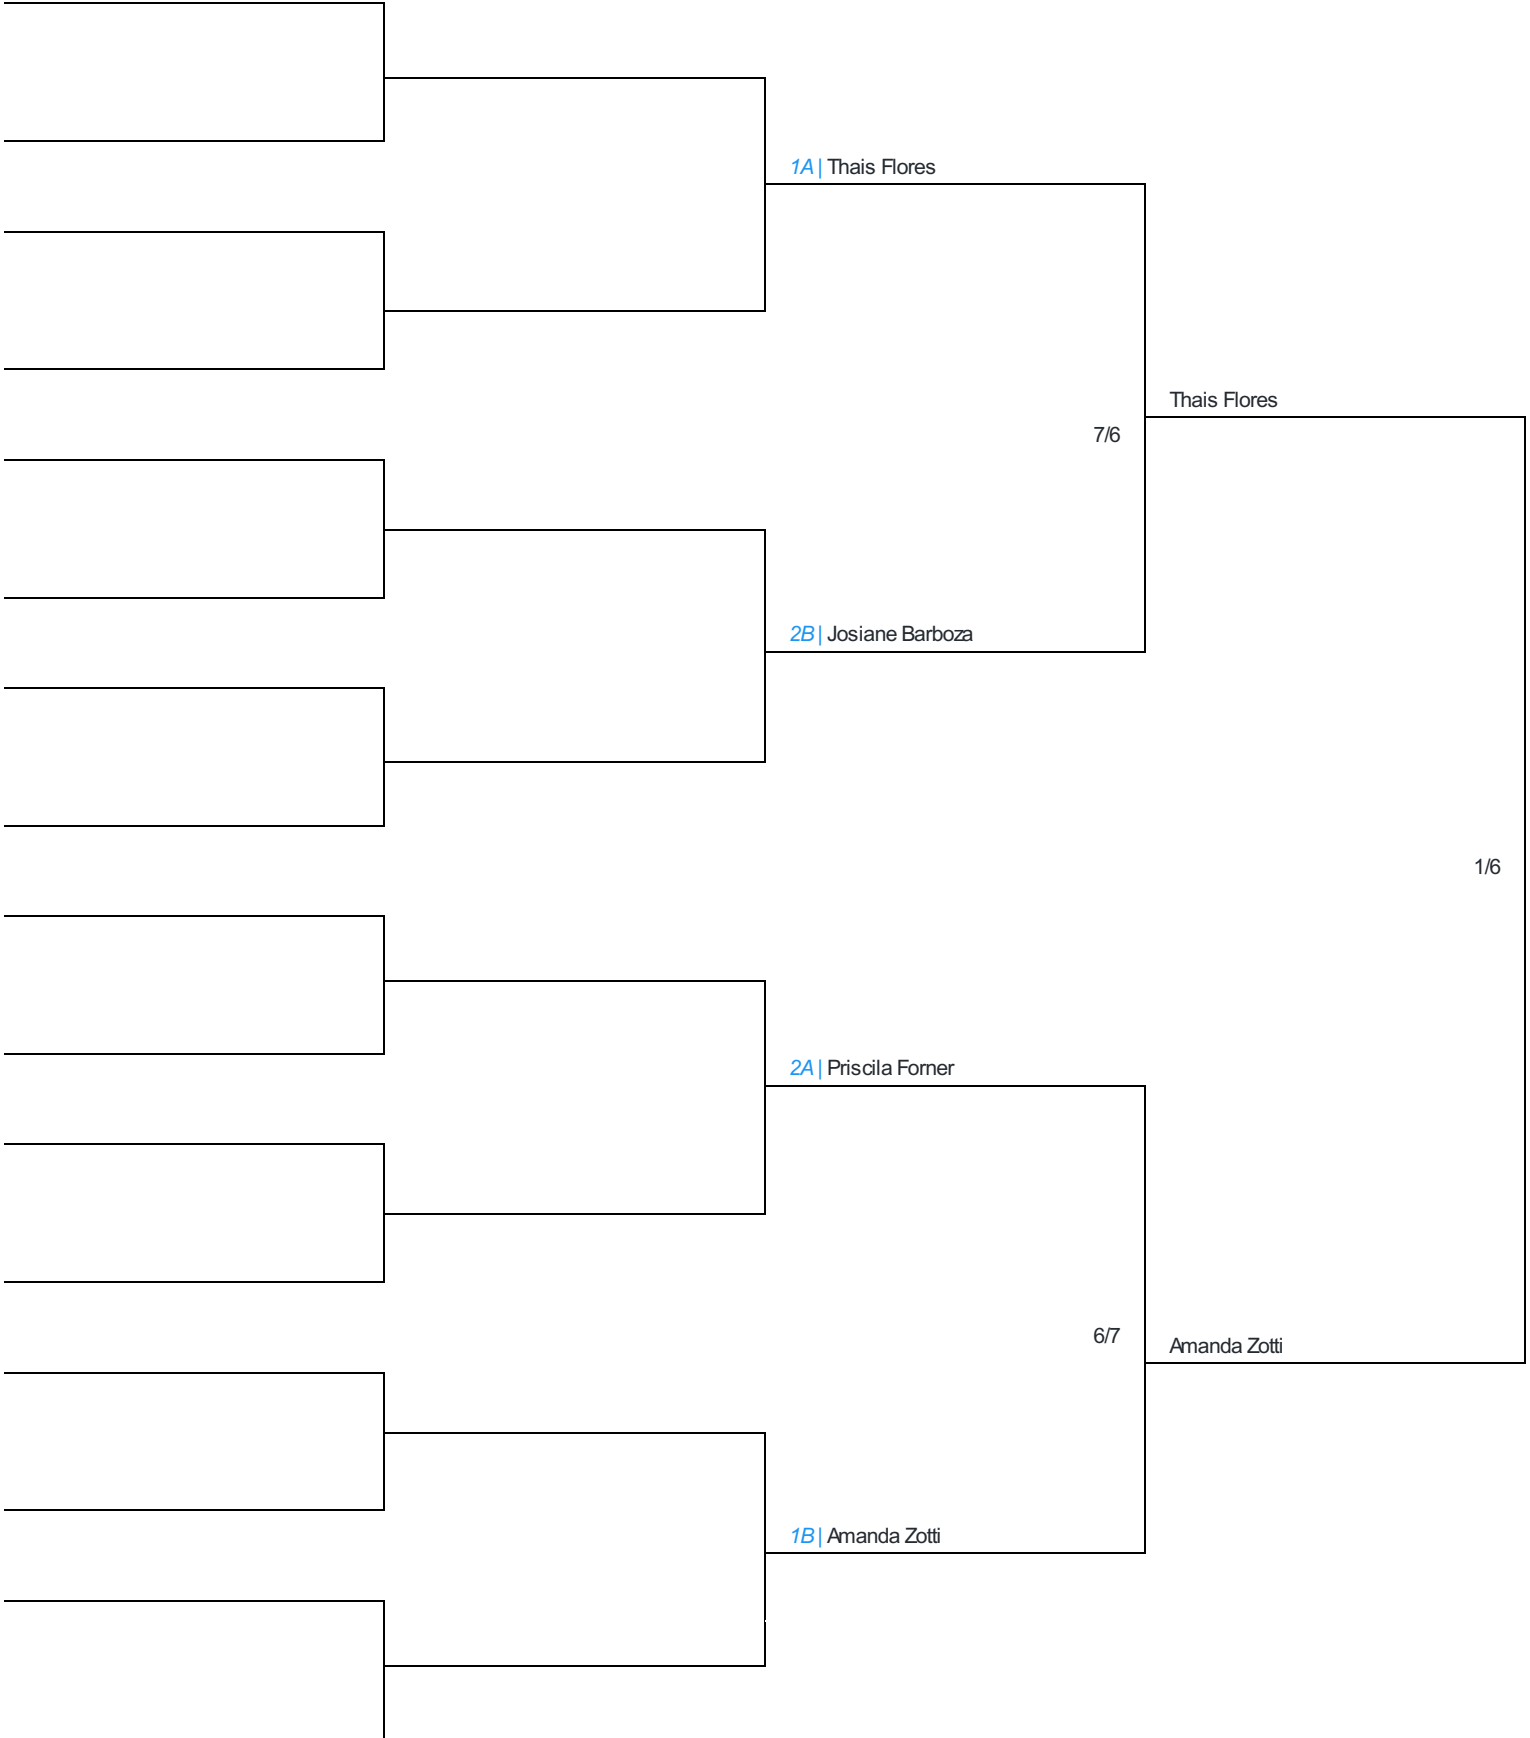 1A | Thais Flores
Thais Flores
7/6
2B | Josiane Barboza
1/6
2A | Priscila Forner
6/7
Amanda Zotti
1B | Amanda Zotti